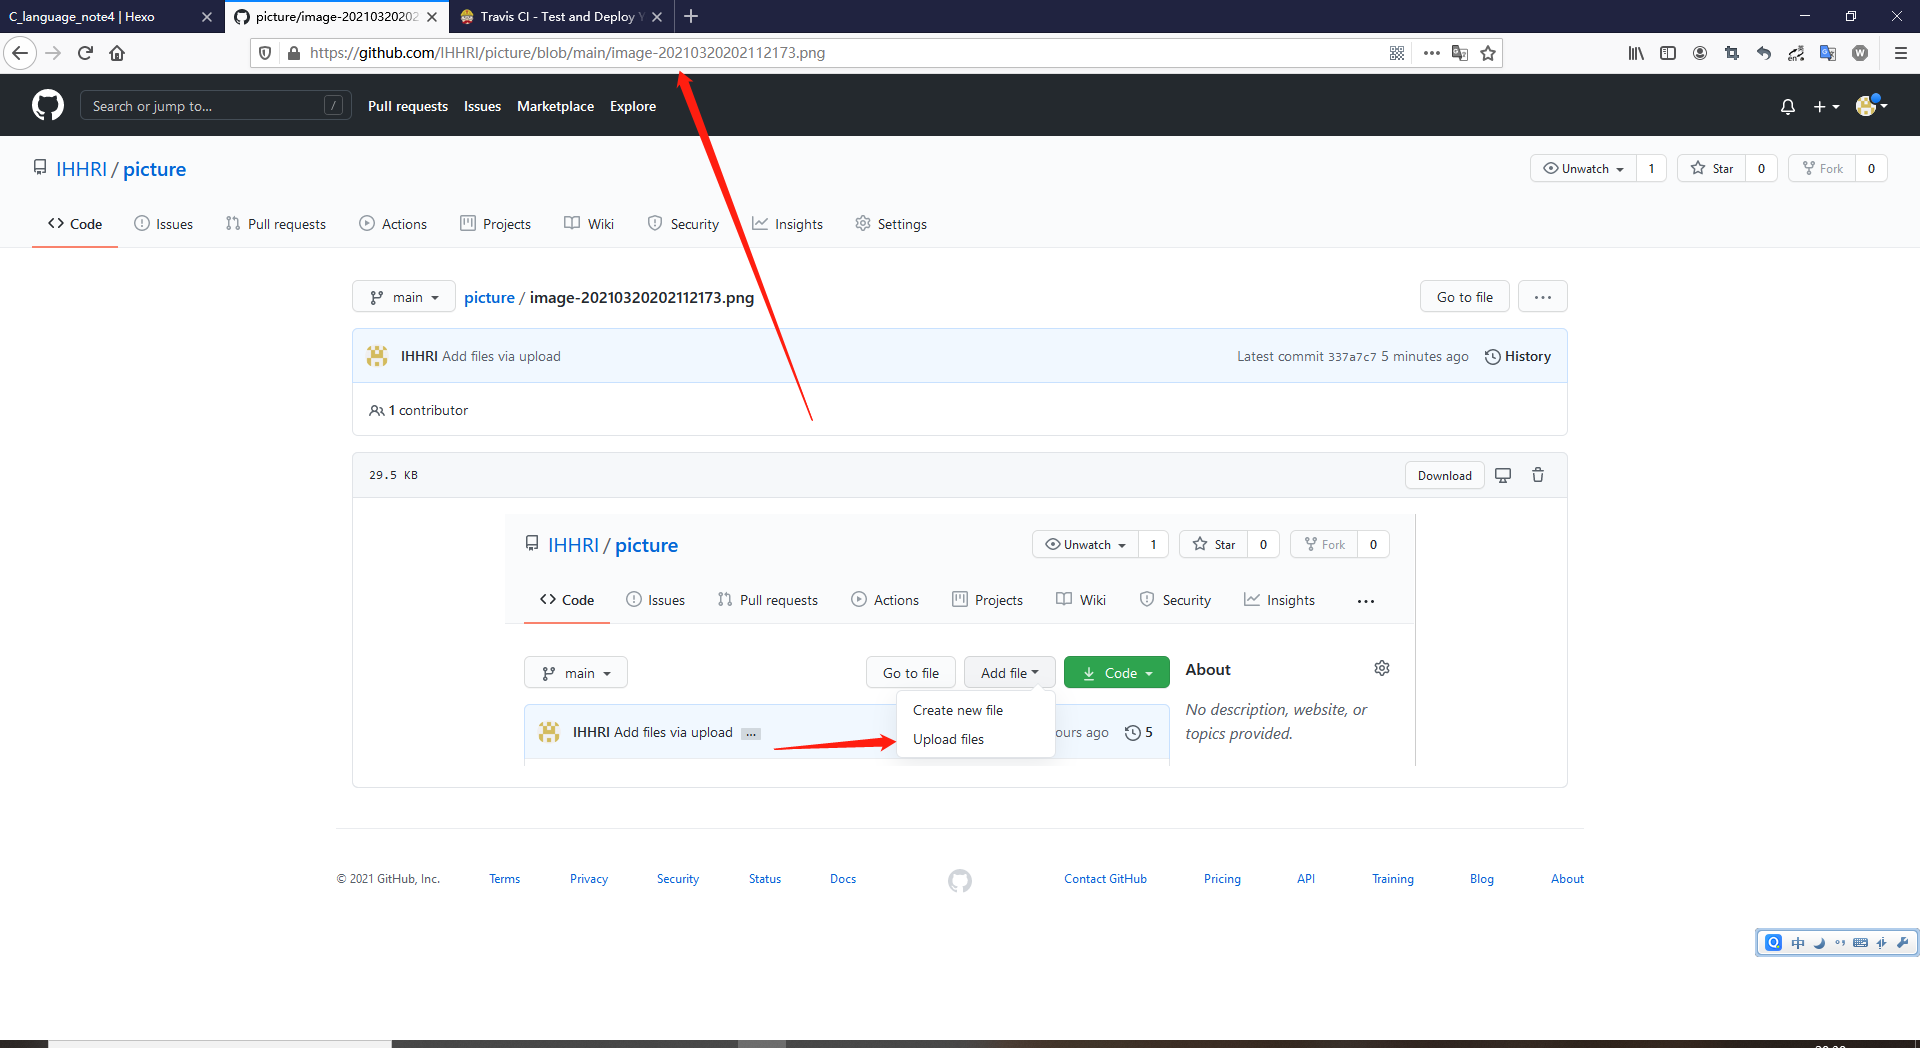 C_language_note4 | Hexo
picture/image-202103202021
Travis CI - Test and Deploy
https://github.com/IHHRI/picture/blob/main/image-20210320202112173.png
Search or jump to...
/
Pull requests
Issues
Marketplace
Explore
IHHRI / picture
Unwatch
1
Star
0
Fork
0
Code
Issues
Pull requests
Actions
Projects
Wiki
Security
Insights
Settings
main
picture / image-20210320202112173.png
Go to file
...
IHHRI Add files via upload
Latest commit 337a7c7 5 minutes ago
History
1 contributor
29.5 KB
Download
IHHRI / picture
Unwatch
1
Star
0
Fork
0
Code
Issues
Pull requests
Actions
Projects
Wiki
Security
Insights
...
main
Go to file
Add file
Code
About
Create new file
No description, website, or
topics provided.
IHHRI Add files via upload ...
Upload files
ours ago
5
© 2021 GitHub, Inc.
Terms
Privacy
Security
Status
Docs
Contact GitHub
Pricing
API
Training
Blog
About
中